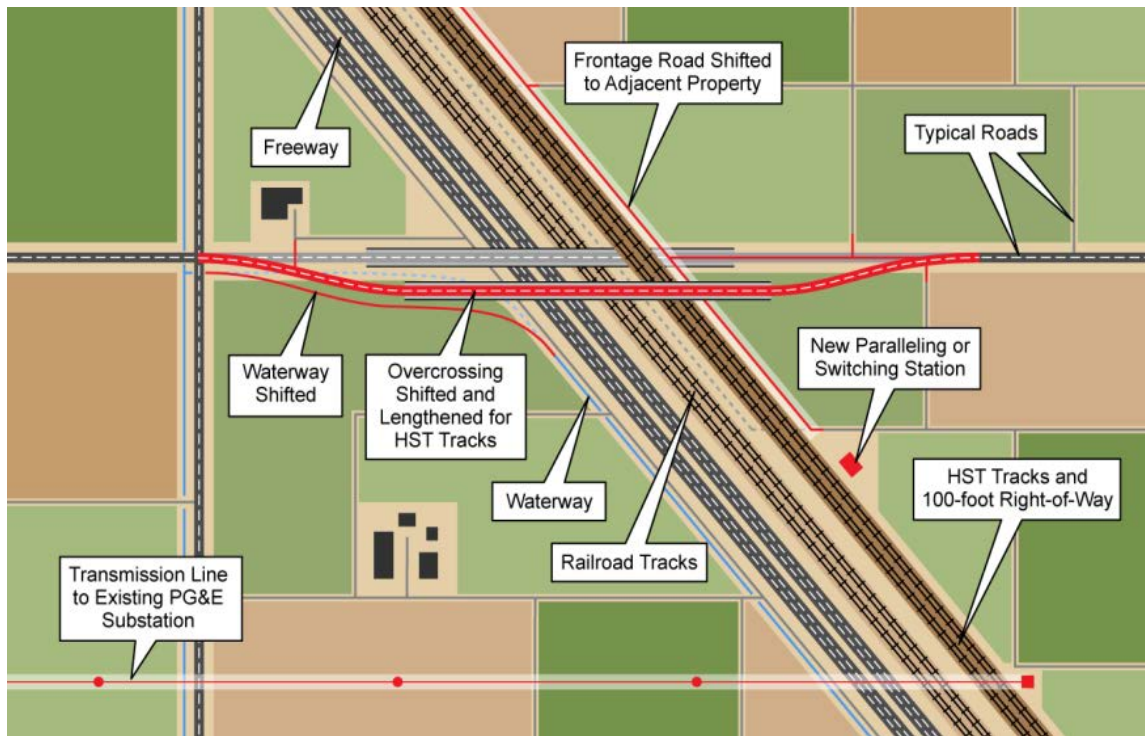 Frontage Road Shifted
to Adjacent Property
Freeway
Typical Roads
Waterway
Shifted
Overcrossing
Shifted and
Lengthened for
HST Tracks
New Paralleling or
Switching Station
Waterway
HST Tracks and
100-foot Right-of-Way
Railroad Tracks
Transmission Line
to Existing PG&E
Substation